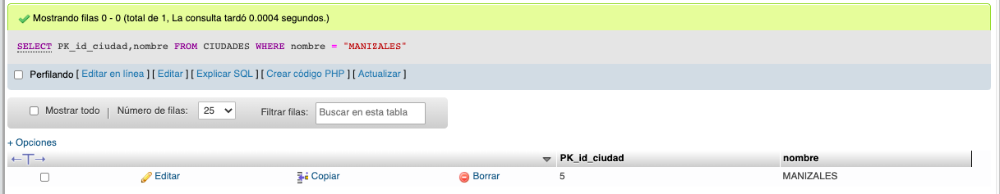 Mostrando filas 0 - 0 (total de 1, La consulta tardó 0.0004 segundos.)
SELECT PK_id_ciudad,nombre FROM CIUDADES WHERE nombre = "MANIZALES"
Perfilando [ Editar en línea ] [ Editar ] [ Explicar SQL ] [ Crear código PHP ] [ Actualizar ]
Mostrar todo | Número de filas: 25 Filtrar filas: Buscar en esta tabla
+ Opciones
←T→ PK_id_ciudad nombre
Editar Copiar Borrar 5 MANIZALES